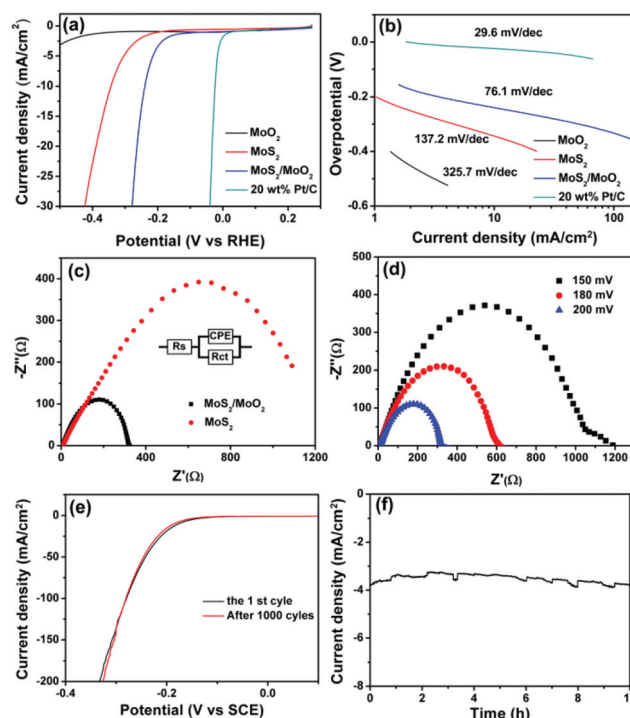 (a)
Current density (mA/cm²)
0
-5
-10
-15
-20
-25
-30
-0.4
-0.2
0.0
0.2
Potential (V vs RHE)
MoO₂
MoS₂
MoS₂/MoO₂
20 wt% Pt/C
(b)
Overpotential (V)
0.0
-0.2
-0.4
-0.6
1
10
100
Current density (mA/cm²)
29.6 mV/dec
76.1 mV/dec
137.2 mV/dec
325.7 mV/dec
MoO₂
MoS₂
MoS₂/MoO₂
20 wt% Pt/C
(c)
-Z''(Ω)
400
300
200
100
0
0
400
800
1200
Z'(Ω)
Rs
CPE
Rct
MoS₂/MoO₂
MoS₂
(d)
-Z''(Ω)
500
400
300
200
100
0
0
200
400
600
800
1000
1200
Z'(Ω)
150 mV
180 mV
200 mV
(e)
Current density (mA/cm²)
0
-50
-100
-150
-200
-0.4
-0.2
0.0
Potential (V vs SCE)
the 1 st cyle
After 1000 cyles
(f)
Current density (mA/cm²)
0
-2
-4
-6
-8
0
2
4
6
8
Time (h)